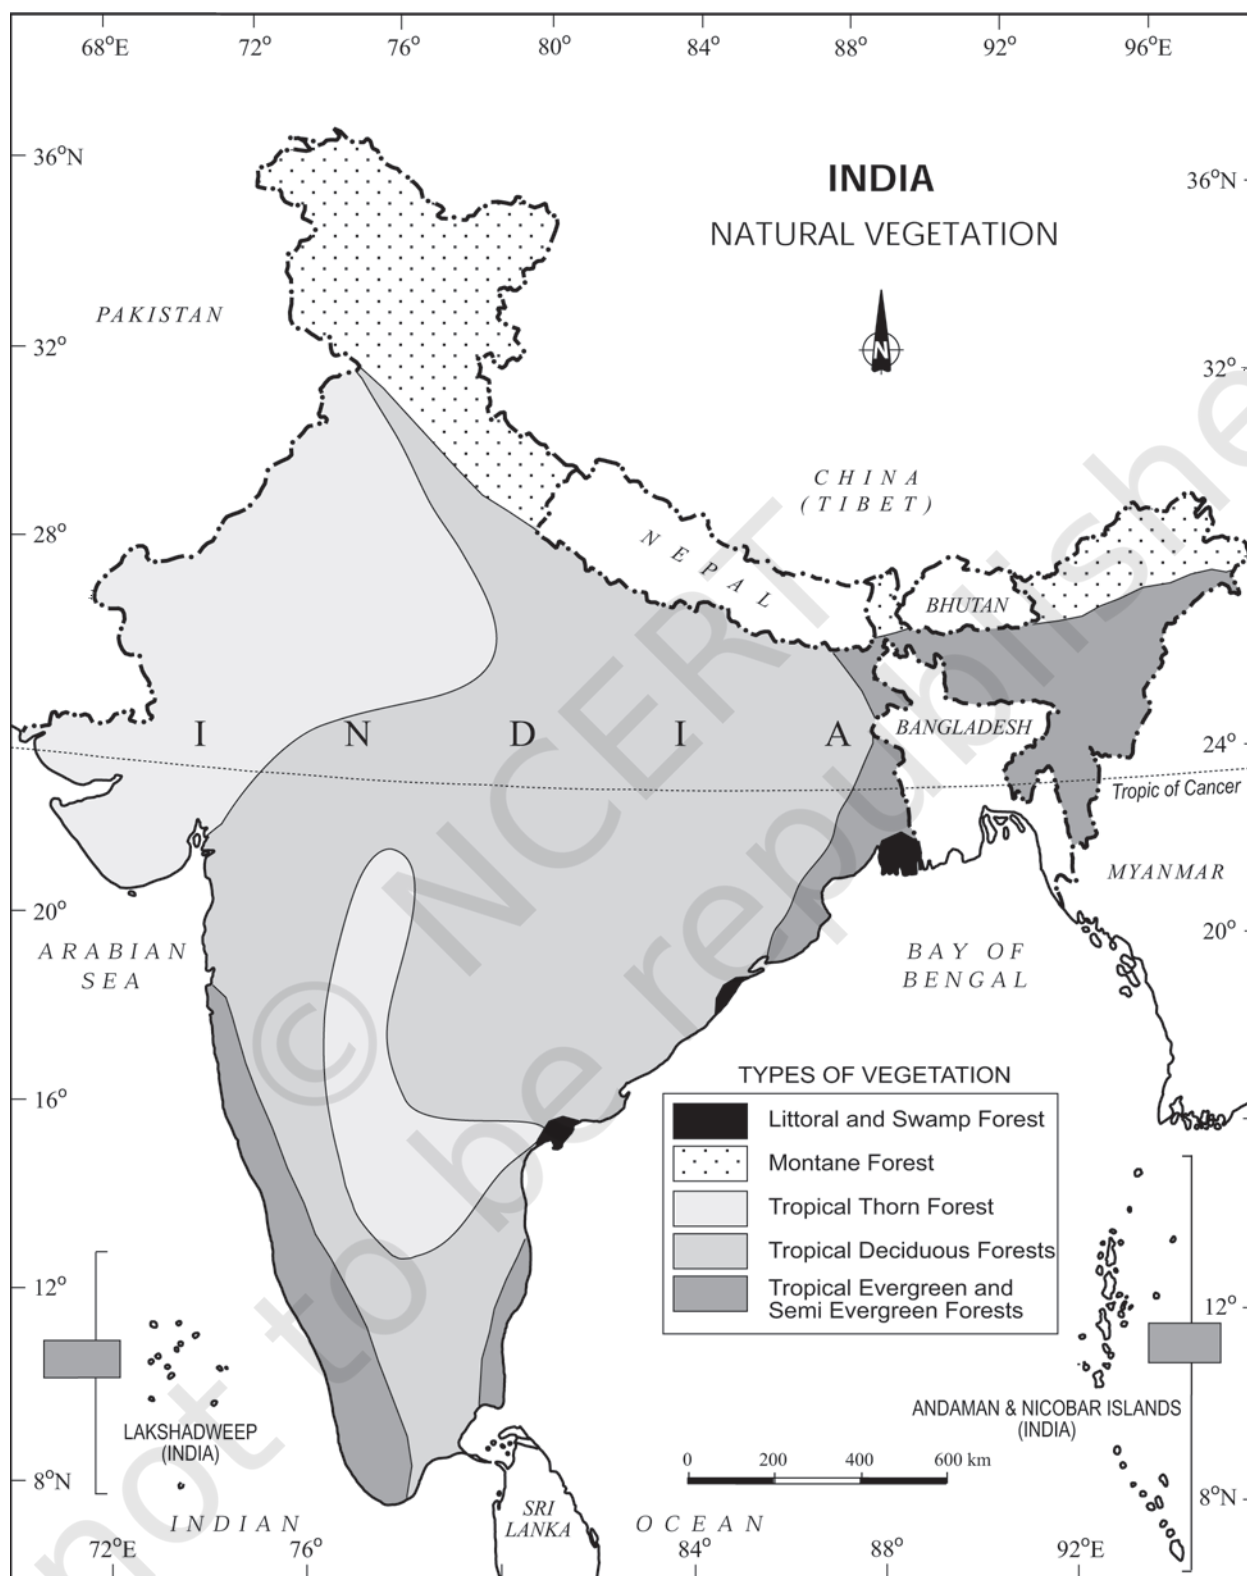 68°E 72° 76° 80° 84° 88° 92° 96°E
36°N
INDIA
36°N
NATURAL VEGETATION
PAKISTAN
N
32°
32°
CHINA
(TIBET)
28°
NEPAL
BHUTAN
INDIA
BANGLADESH
24°
Tropic of Cancer
MYANMAR
20°
20°
ARABIAN
SEA
BAY OF
BENGAL
© NCERT
not to be republished
TYPES OF VEGETATION
16°
Littoral and Swamp Forest
Montane Forest
Tropical Thorn Forest
Tropical Deciduous Forests
Tropical Evergreen and
Semi Evergreen Forests
12°
12°
LAKSHADWEEP
(INDIA)
ANDAMAN & NICOBAR ISLANDS
(INDIA)
0 200 400 600 km
8°N
8°N
SRI
LANKA
INDIAN OCEAN
72°E 76° 84° 88° 92°E